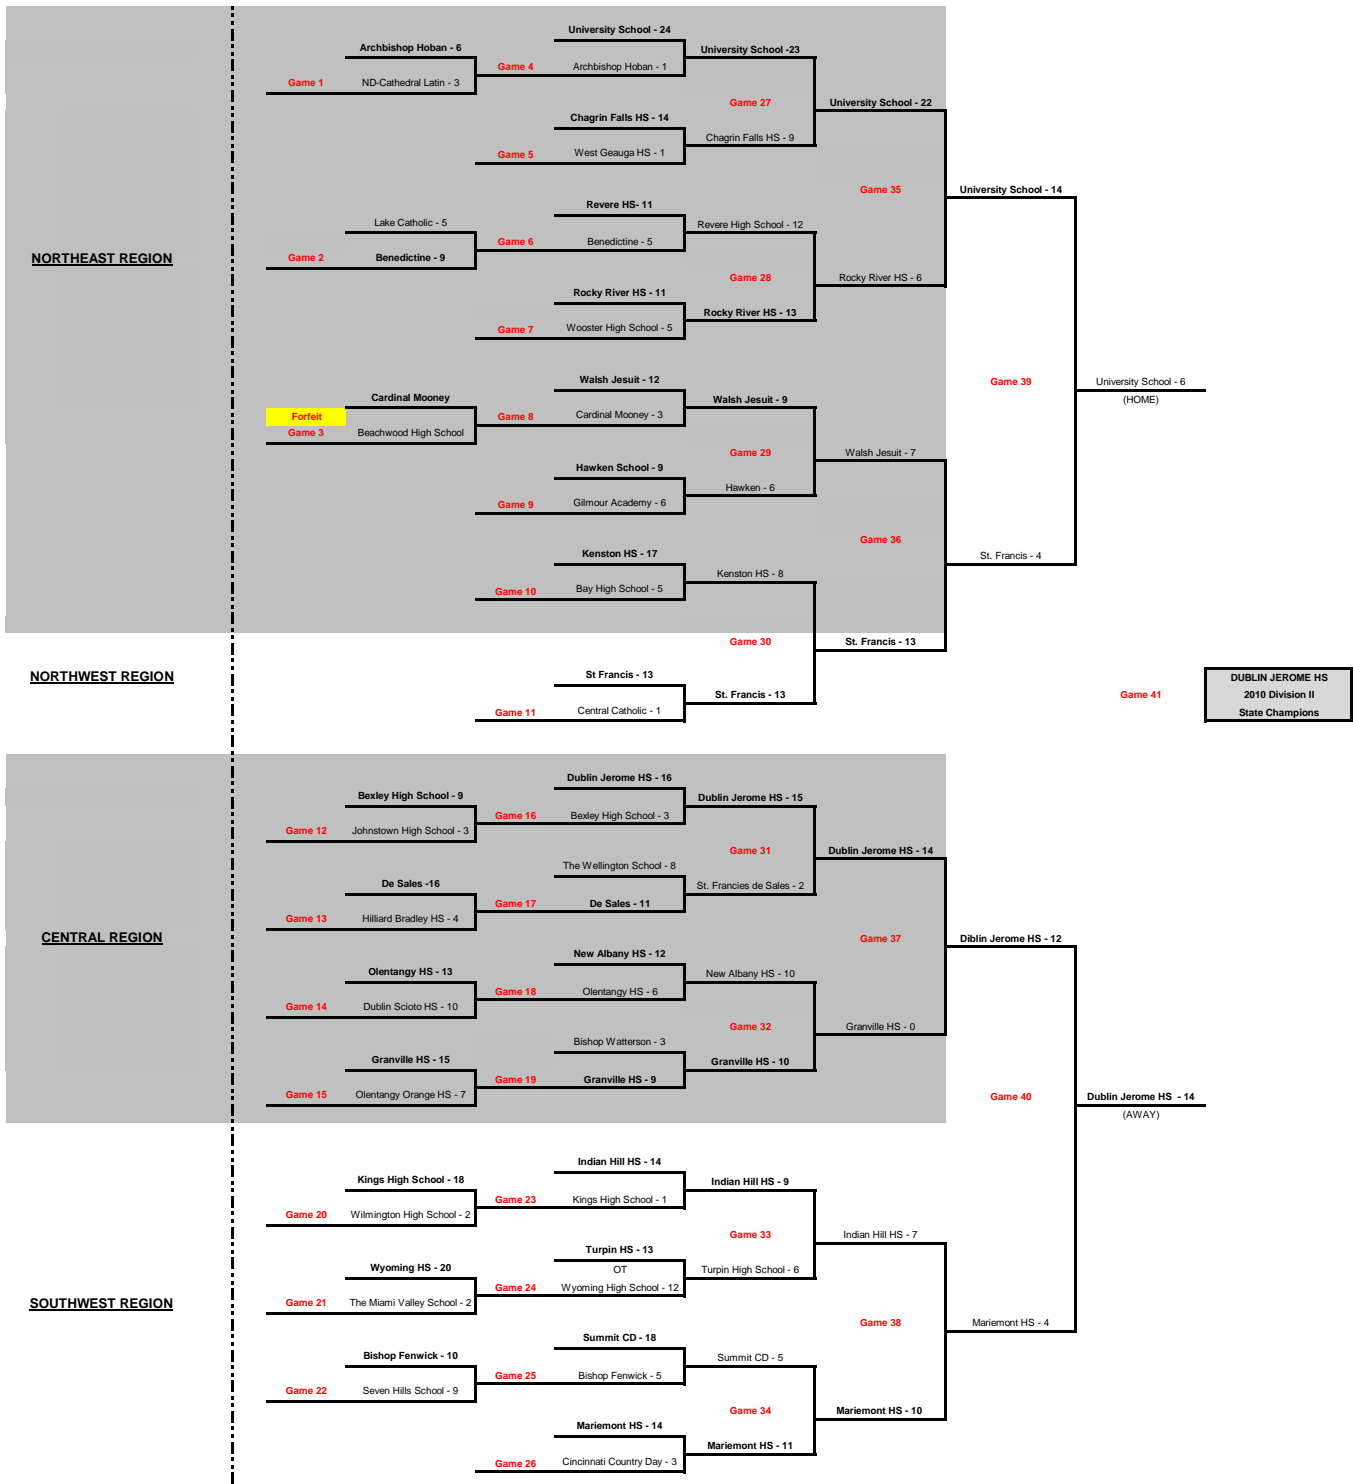 University School - 24
Archbishop Hoban - 6
University School -23
Game 4
Archbishop Hoban - 1
Game 1
ND-Cathedral Latin - 3
Game 27
University School - 22
Chagrin Falls HS - 14
Chagrin Falls HS - 9
Game 5
West Geauga HS - 1
Game 35
University School - 14
Revere HS- 11
Lake Catholic - 5
Revere High School - 12
Game 6
Benedictine - 5
NORTHEAST REGION
Game 2
Benedictine - 9
Game 28
Rocky River HS - 6
Rocky River HS - 11
Rocky River HS - 13
Game 7
Wooster High School - 5
Walsh Jesuit - 12
Game 39
University School - 6
(HOME)
Cardinal Mooney
Walsh Jesuit - 9
Forfeit
Game 8
Cardinal Mooney - 3
Game 3
Beachwood High School
Game 29
Walsh Jesuit - 7
Hawken School - 9
Hawken - 6
Game 9
Gilmour Academy - 6
Game 36
Kenston HS - 17
St. Francis - 4
Kenston HS - 8
Game 10
Bay High School - 5
Game 30
St. Francis - 13
NORTHWEST REGION
St Francis - 13
DUBLIN JEROME HS
Game 41
2010 Division II
State Champions
St. Francis - 13
Game 11
Central Catholic - 1
Dublin Jerome HS - 16
Bexley High School - 9
Dublin Jerome HS - 15
Game 16
Bexley High School - 3
Game 12
Johnstown High School - 3
Game 31
Dublin Jerome HS - 14
The Wellington School - 8
De Sales -16
St. Francies de Sales - 2
Game 17
De Sales - 11
Game 13
Hilliard Bradley HS - 4
CENTRAL REGION
Game 37
Diblin Jerome HS - 12
New Albany HS - 12
Olentangy HS - 13
New Albany HS - 10
Game 18
Olentangy HS - 6
Game 14
Dublin Scioto HS - 10
Game 32
Granville HS - 0
Bishop Watterson - 3
Granville HS - 15
Granville HS - 10
Game 19
Granville HS - 9
Game 15
Olentangy Orange HS - 7
Game 40
Dublin Jerome HS - 14
(AWAY)
Indian Hill HS - 14
Kings High School - 18
Indian Hill HS - 9
Game 23
Kings High School - 1
Game 20
Wilmington High School - 2
Game 33
Indian Hill HS - 7
Turpin HS - 13
Wyoming HS - 20
OT
Turpin High School - 6
Game 24
Wyoming High School - 12
SOUTHWEST REGION
Game 21
The Miami Valley School - 2
Game 38
Mariemont HS - 4
Summit CD - 18
Bishop Fenwick - 10
Summit CD - 5
Game 25
Bishop Fenwick - 5
Game 22
Seven Hills School - 9
Game 34
Mariemont HS - 10
Mariemont HS - 14
Mariemont HS - 11
Game 26
Cincinnati Country Day - 3